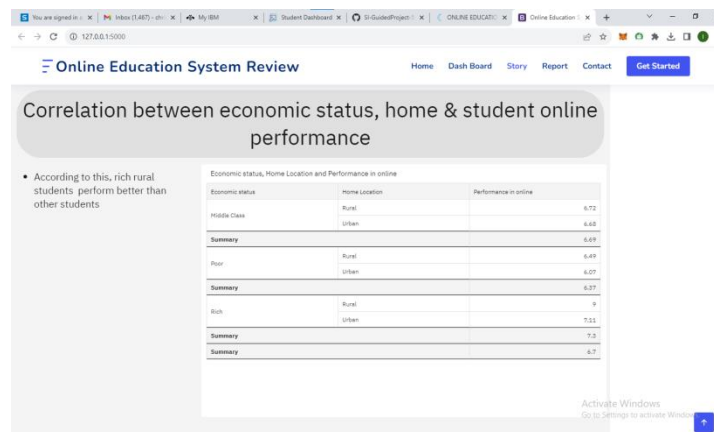 You are signed in
Inbox (1,467) - chi
My IBM
Student Dashboard
SI-GuidedProject
ONLINE EDUCATI
Online Education
127.0.0.1:5000
Online Education System Review
Home Dash Board Story Report Contact Get Started
Correlation between economic status, home & student online
performance
According to this, rich rural
students perform better than
other students
Economic status, Home Location and Performance in online
Economic status Home Location Performance in online
Middle Class
Rural 6.72
Urban 6.68
Summary 6.69
Poor
Rural 6.49
Urban 6.07
Summary 6.37
Rich
Rural 9
Urban 7.11
Summary 7.3
Summary 6.7
Activate Windows
Go to Settings to activate Windows